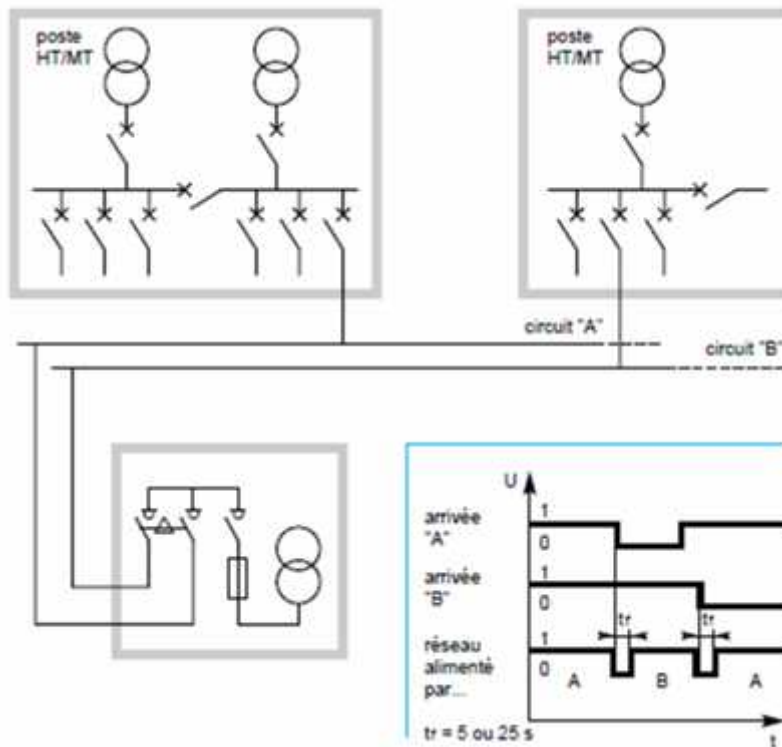 poste
HT/MT
poste
HT/MT
circuit "A"
circuit "B"
U
arrivée
"A"
1
0
arrivée
"B"
1
0
tr
tr
réseau
alimenté
par...
1
0
A
B
A
tr = 5 ou 25 s
t